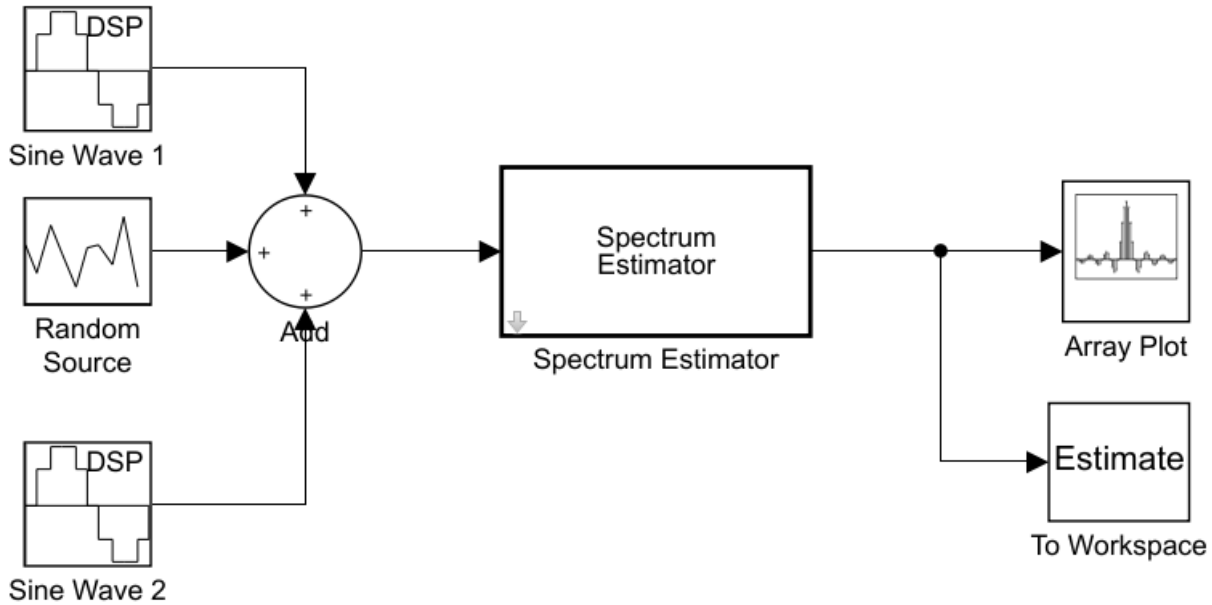 DSP
Sine Wave 1
Random
Source
+
+
+
Add
DSP
Sine Wave 2
Spectrum
Estimator
Spectrum Estimator
Array Plot
Estimate
To Workspace